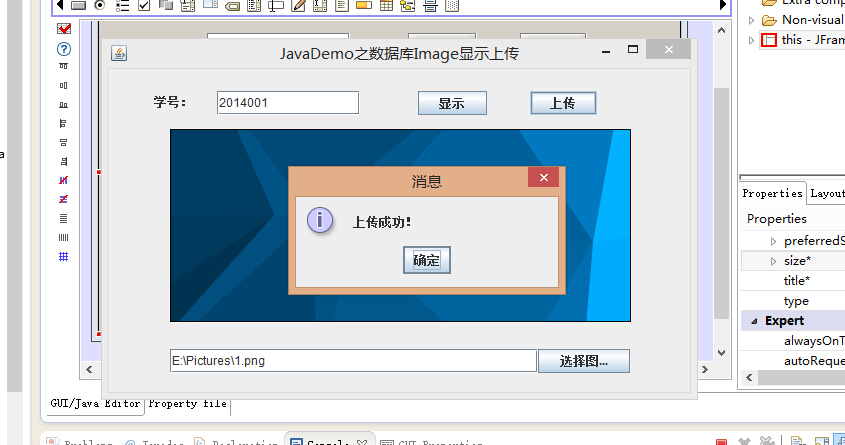 Non-visual
this - JFram
JavaDemo之数据库Image显示上传
学号： 2014001 显示 上传
消息
上传成功!
确定
E:\Pictures\1.png 选择图...
Properties Layou
Properties
preferredS
size*
title*
type
Expert
alwaysOnT
autoReque
GUI/Java Editor Property file